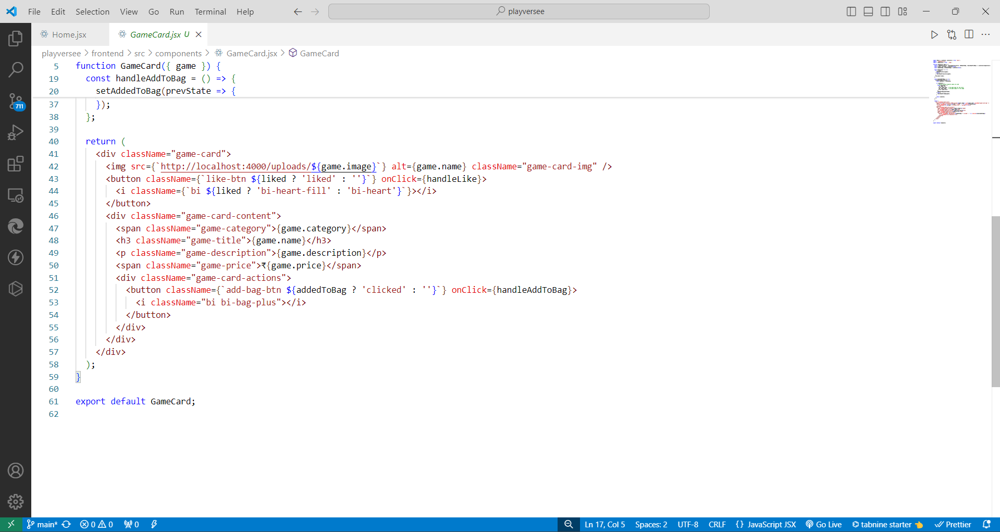 File Edit Selection View Go Run Terminal Help playversee
Home.jsx GameCard.jsx U
playversee > frontend > src > components > GameCard.jsx > GameCard
5 function GameCard({ game }) {
19 const handleAddToBag = () => {
20 setAddedToBag(prevState => {
37 });
38 };
39
40 return (
41 <div className="game-card">
42 <img src={`http://localhost:4000/uploads/${game.image}`} alt={game.name} className="game-card-img" />
43 <button className={`like-btn ${liked ? 'liked' : ''}`} onClick={handleLike}>
44 <i className={`bi ${liked ? 'bi-heart-fill' : 'bi-heart'}`}></i>
45 </button>
46 <div className="game-card-content">
47 <span className="game-category">{game.category}</span>
48 <h3 className="game-title">{game.name}</h3>
49 <p className="game-description">{game.description}</p>
50 <span className="game-price">₹{game.price}</span>
51 <div className="game-card-actions">
52 <button className={`add-bag-btn ${addedToBag ? 'clicked' : ''}`} onClick={handleAddToBag}>
53 <i className="bi bi-bag-plus"></i>
54 </button>
55 </div>
56 </div>
57 </div>
58 );
59 }
60
61 export default GameCard;
62
711
main* 0 0 0 Ln 17, Col 5 Spaces: 2 UTF-8 CRLF {} JavaScript JSX Go Live tabnine starter Prettier